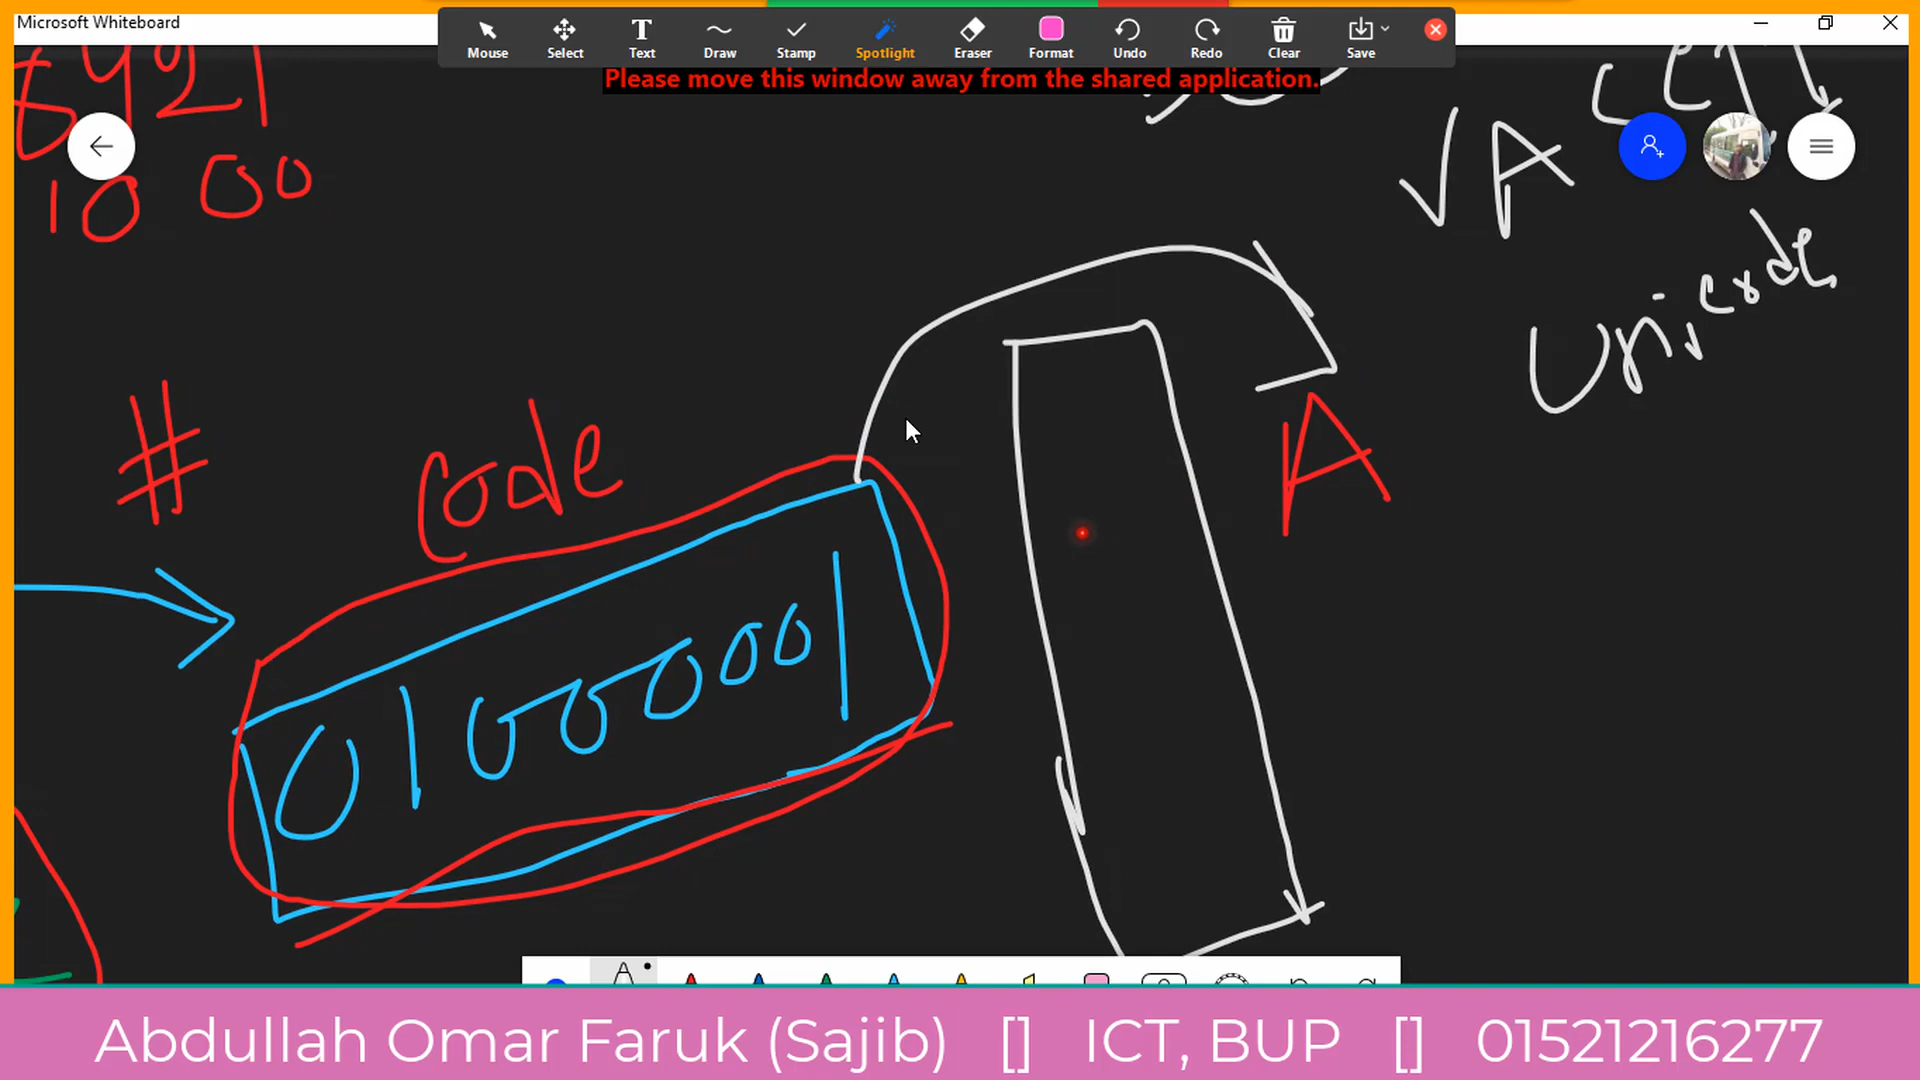 Microsoft Whiteboard
Mouse Select Text Draw Stamp Spotlight Eraser Format Undo Redo Clear Save
Please move this window away from the shared application.
8421
10 00
√A
Unicode
#
Code
A
01000001
Abdullah Omar Faruk (Sajib) [] ICT, BUP [] 01521216277